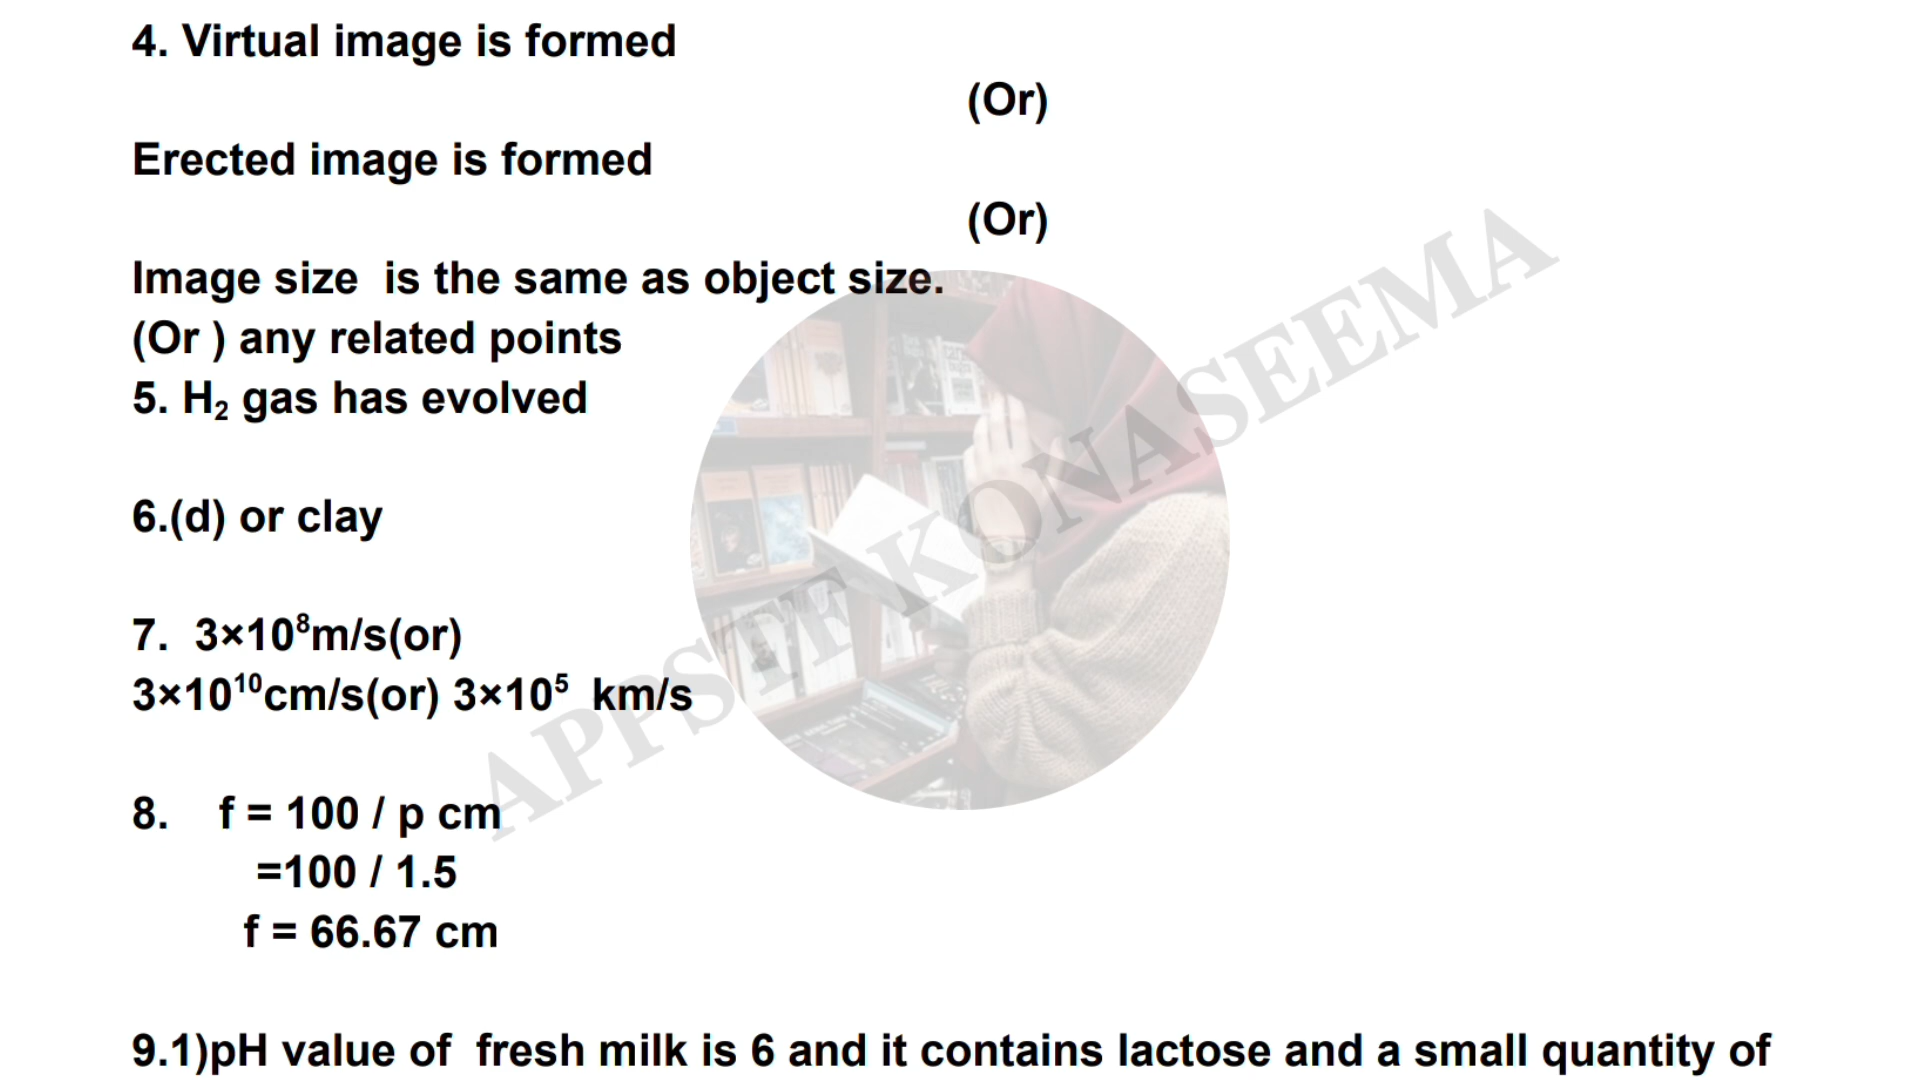 4. Virtual image is formed
(Or)
Erected image is formed
(Or)
Image size  is the same as object size.
(Or ) any related points
5. H₂ gas has evolved
6.(d) or clay
7.  3×10⁸m/s(or)
3×10¹⁰cm/s(or) 3×10⁵  km/s
8.    f = 100 / p cm
=100 / 1.5
f = 66.67 cm
9.1)pH value of  fresh milk is 6 and it contains lactose and a small quantity of
APPSTF KONASEEMA